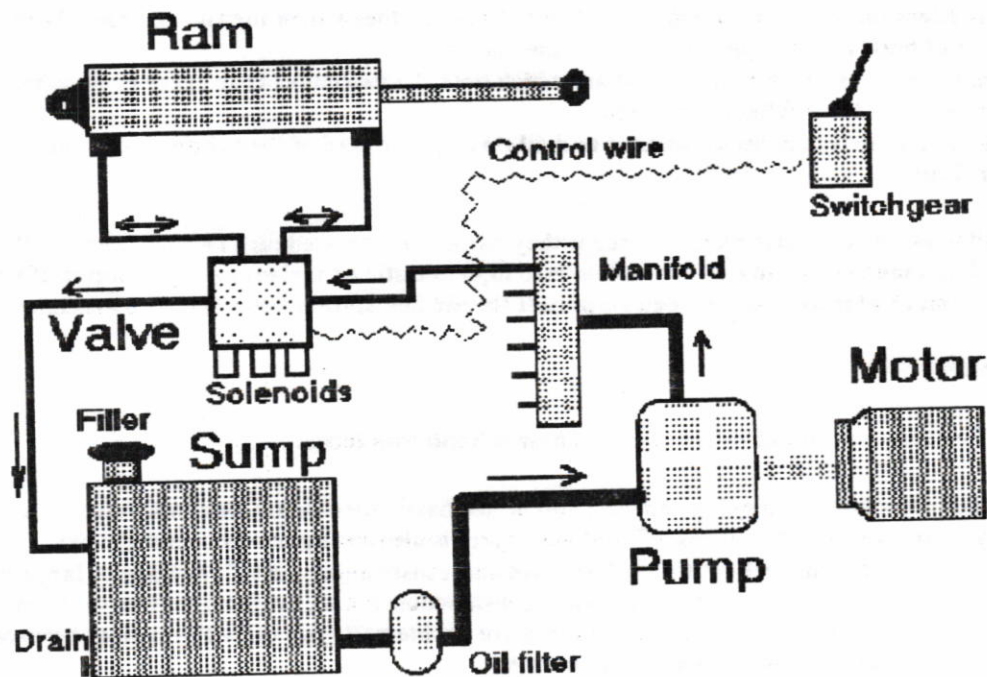 Ram
Control wire
Switchgear
Manifold
Valve
Solenoids
Motor
Filler
Sump
Pump
Drain
Oil filter